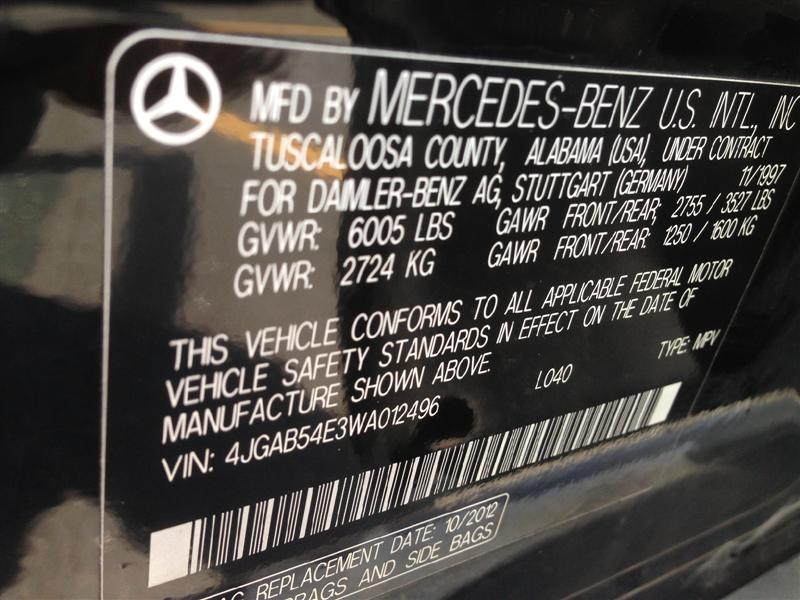 MFD BY MERCEDES-BENZ U.S. INTL., INC
TUSCALOOSA COUNTY, ALABAMA (USA), UNDER CONTRACT
FOR DAIMLER-BENZ AG, STUTTGART (GERMANY) 11/1997
GVWR: 6005 LBS GAWR FRONT/REAR; 2755 / 3527 LBS
GVWR: 2724 KG GAWR FRONT/REAR: 1250 / 1600 KG
THIS VEHICLE CONFORMS TO ALL APPLICABLE FEDERAL MOTOR
VEHICLE SAFETY STANDARDS IN EFFECT ON THE DATE OF
MANUFACTURE SHOWN ABOVE. L040 TYPE: MPV
VIN: 4JGAB54E3WA012496
REPLACEMENT DATE: 10/2012
AND SIDE BAGS